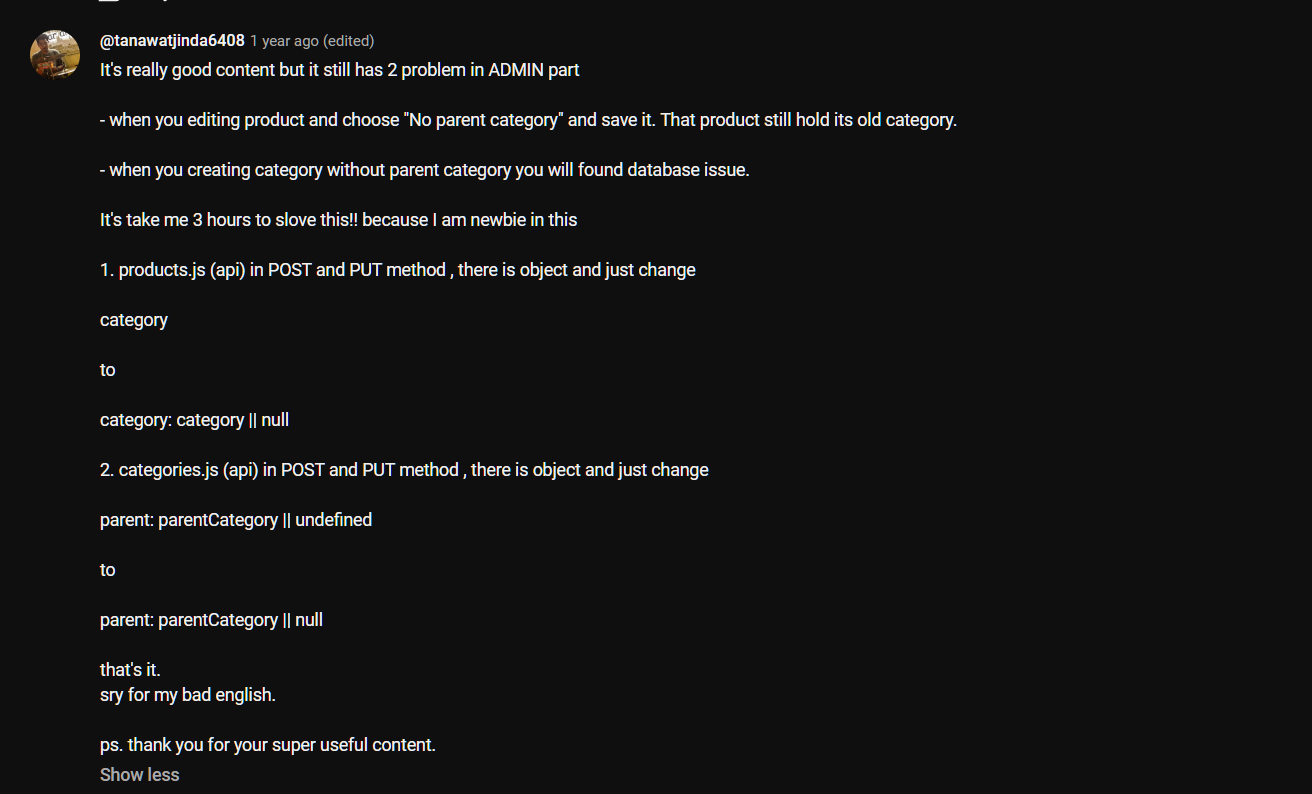 @tanawatjinda6408 1 year ago (edited)
It's really good content but it still has 2 problem in ADMIN part
- when you editing product and choose "No parent category" and save it. That product still hold its old category.
- when you creating category without parent category you will found database issue.
It's take me 3 hours to slove this!! because I am newbie in this
1. products.js (api) in POST and PUT method , there is object and just change
category
to
category: category || null
2. categories.js (api) in POST and PUT method , there is object and just change
parent: parentCategory || undefined
to
parent: parentCategory || null
that's it.
sry for my bad english.
ps. thank you for your super useful content.
Show less